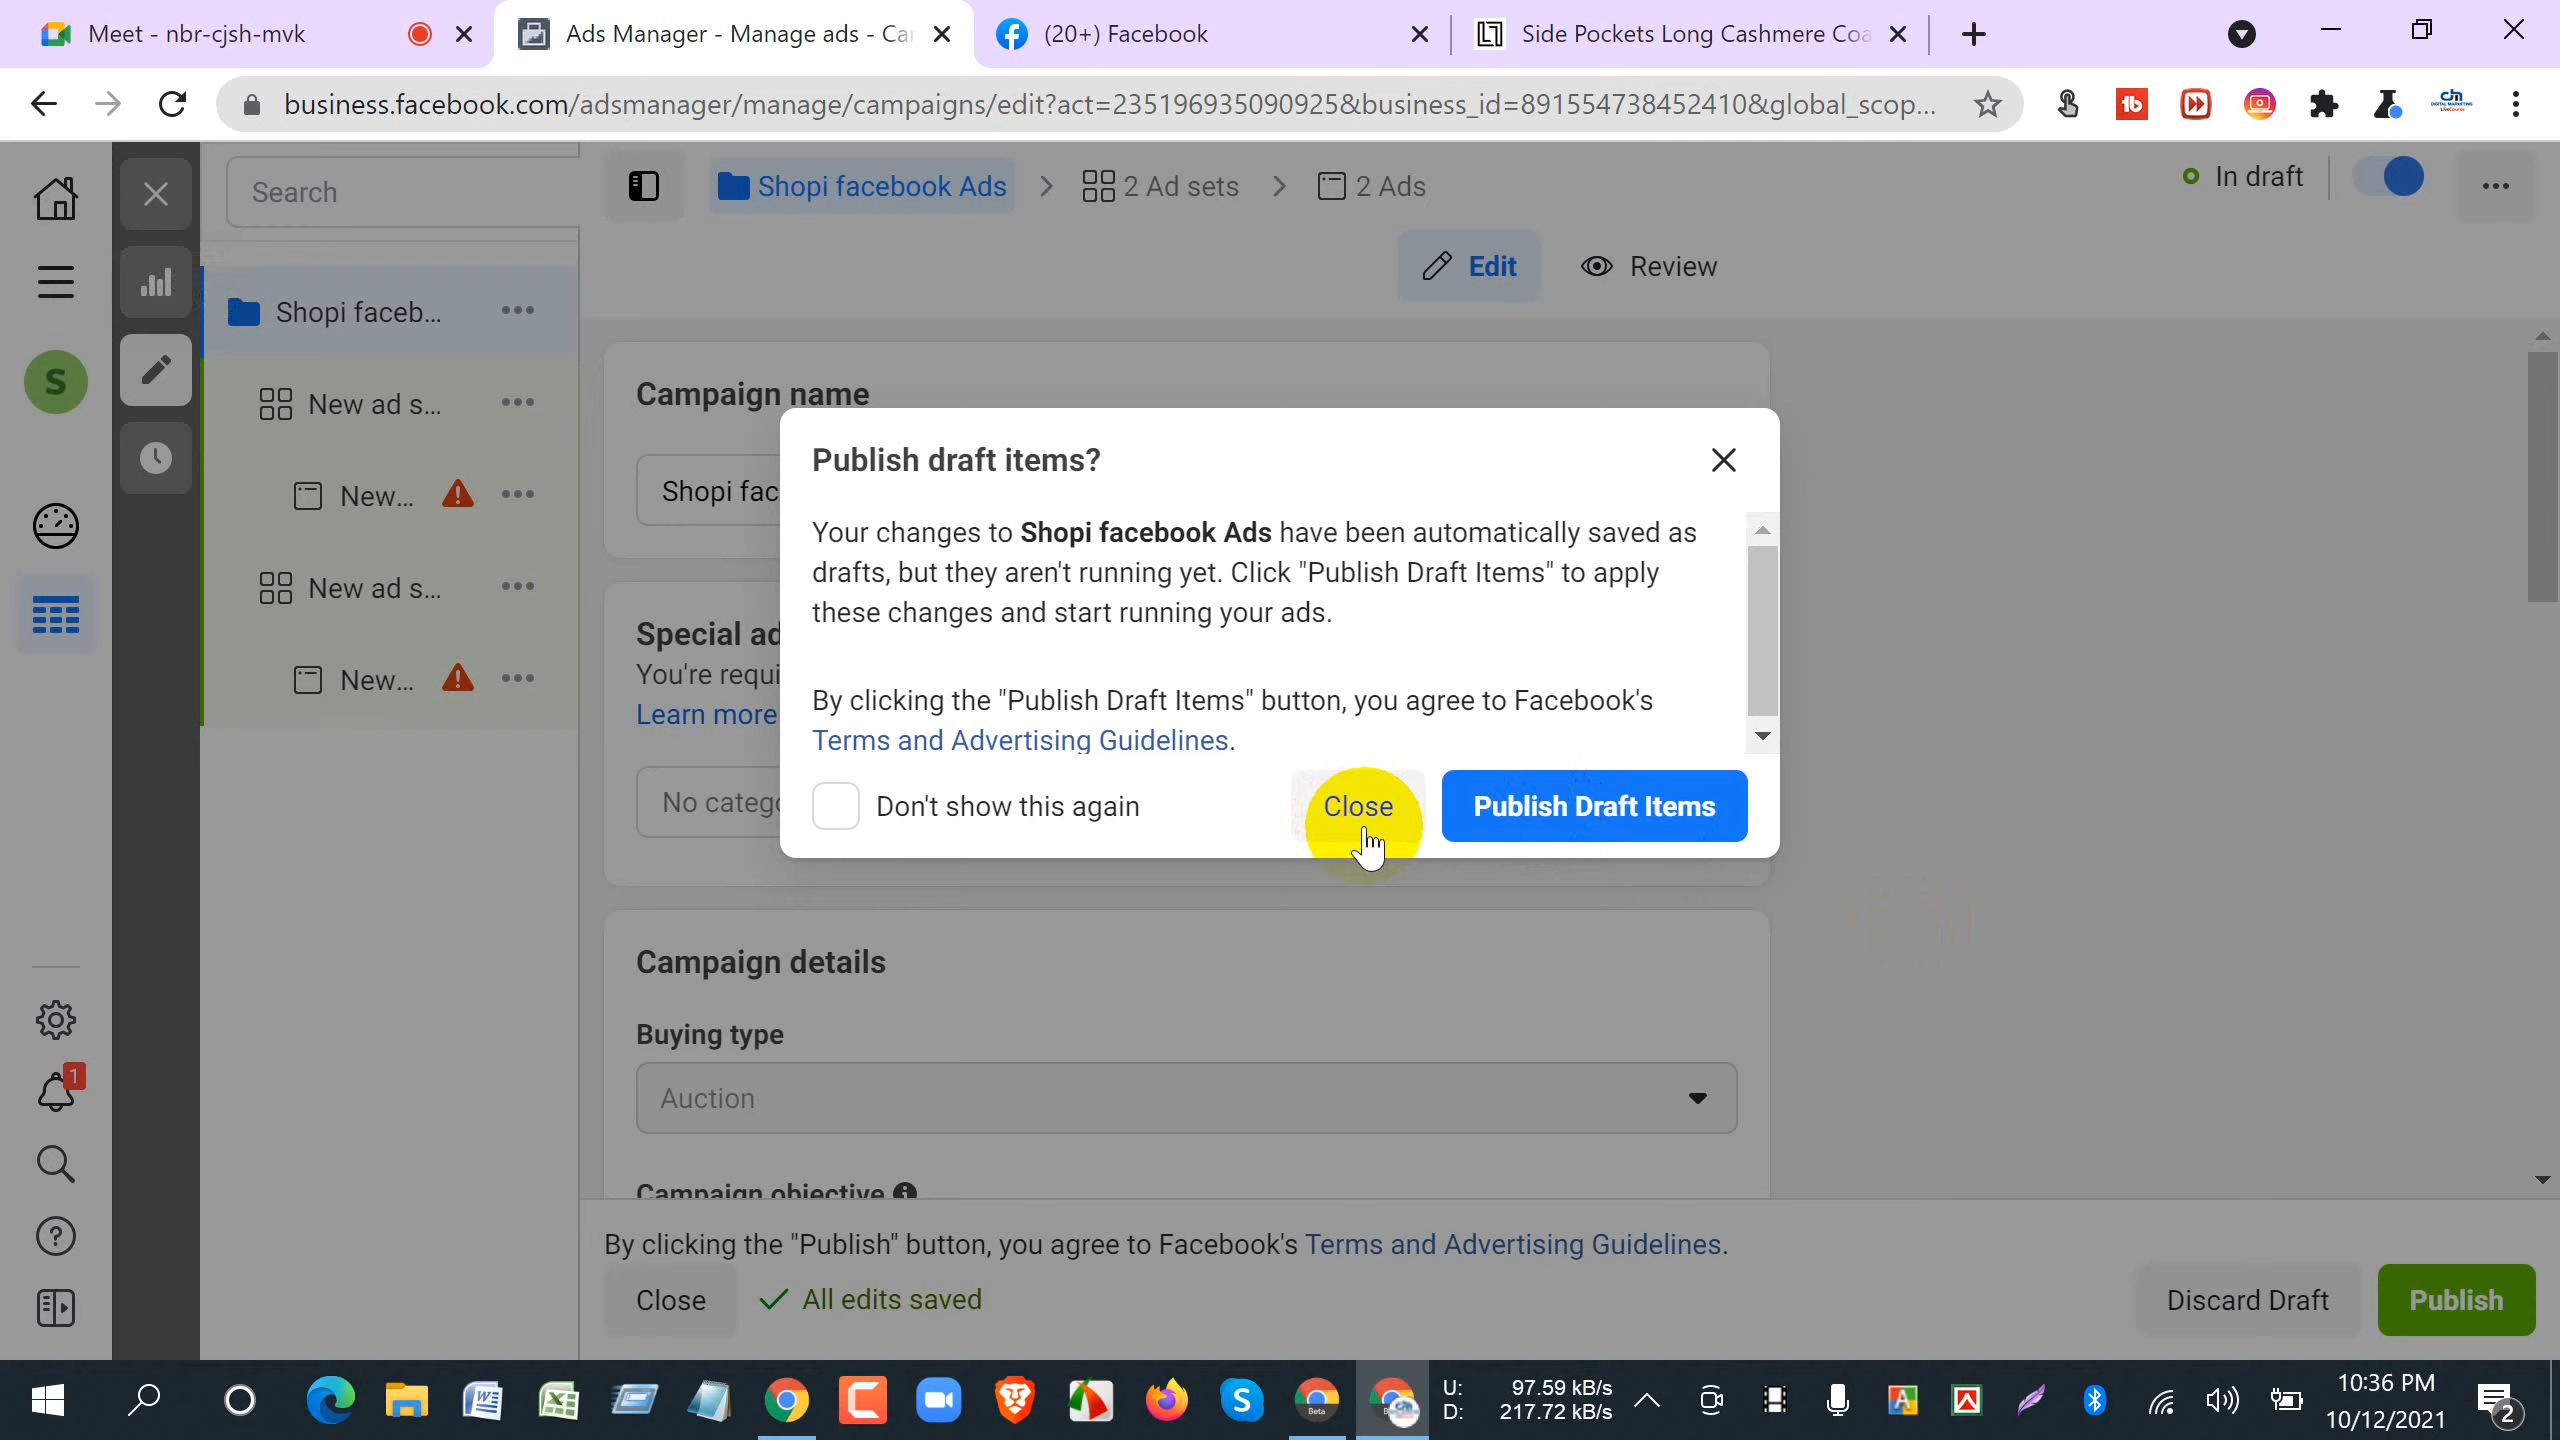 Meet - nbr-cjsh-mvk
Ads Manager - Manage ads - Ca
(20+) Facebook
Side Pockets Long Cashmere Coa
business.facebook.com/adsmanager/manage/campaigns/edit?act=235196935090925&business_id=891554738452410&global_scop...
Search
Shopi facebook Ads
2 Ad sets
2 Ads
In draft
Edit
Review
S
Shopi faceb...
New ad s...
New...
New ad s...
New...
Campaign name
Shopi fac
Special ad
You're requi
Learn more
No catego
Publish draft items?
Your changes to Shopi facebook Ads have been automatically saved as
drafts, but they aren't running yet. Click "Publish Draft Items" to apply
these changes and start running your ads.
By clicking the "Publish Draft Items" button, you agree to Facebook's
Terms and Advertising Guidelines.
Don't show this again
Close
Publish Draft Items
Campaign details
Buying type
Auction
Campaign objective
1
By clicking the "Publish" button, you agree to Facebook's Terms and Advertising Guidelines.
Close
All edits saved
Discard Draft
Publish
U: 97.59 kB/s
D: 217.72 kB/s
10:36 PM
10/12/2021
2